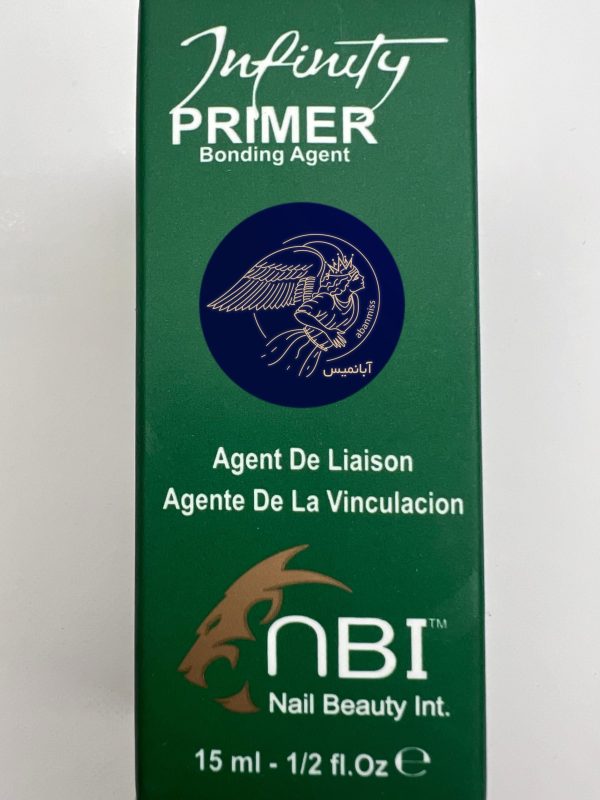 Infinity
PRIMER
Bonding Agent
abanmiss
آبانمیس
Agent De Liaison
Agente De La Vinculacion
NBI™
Nail Beauty Int.
15 ml - 1/2 fl.Oz ℮